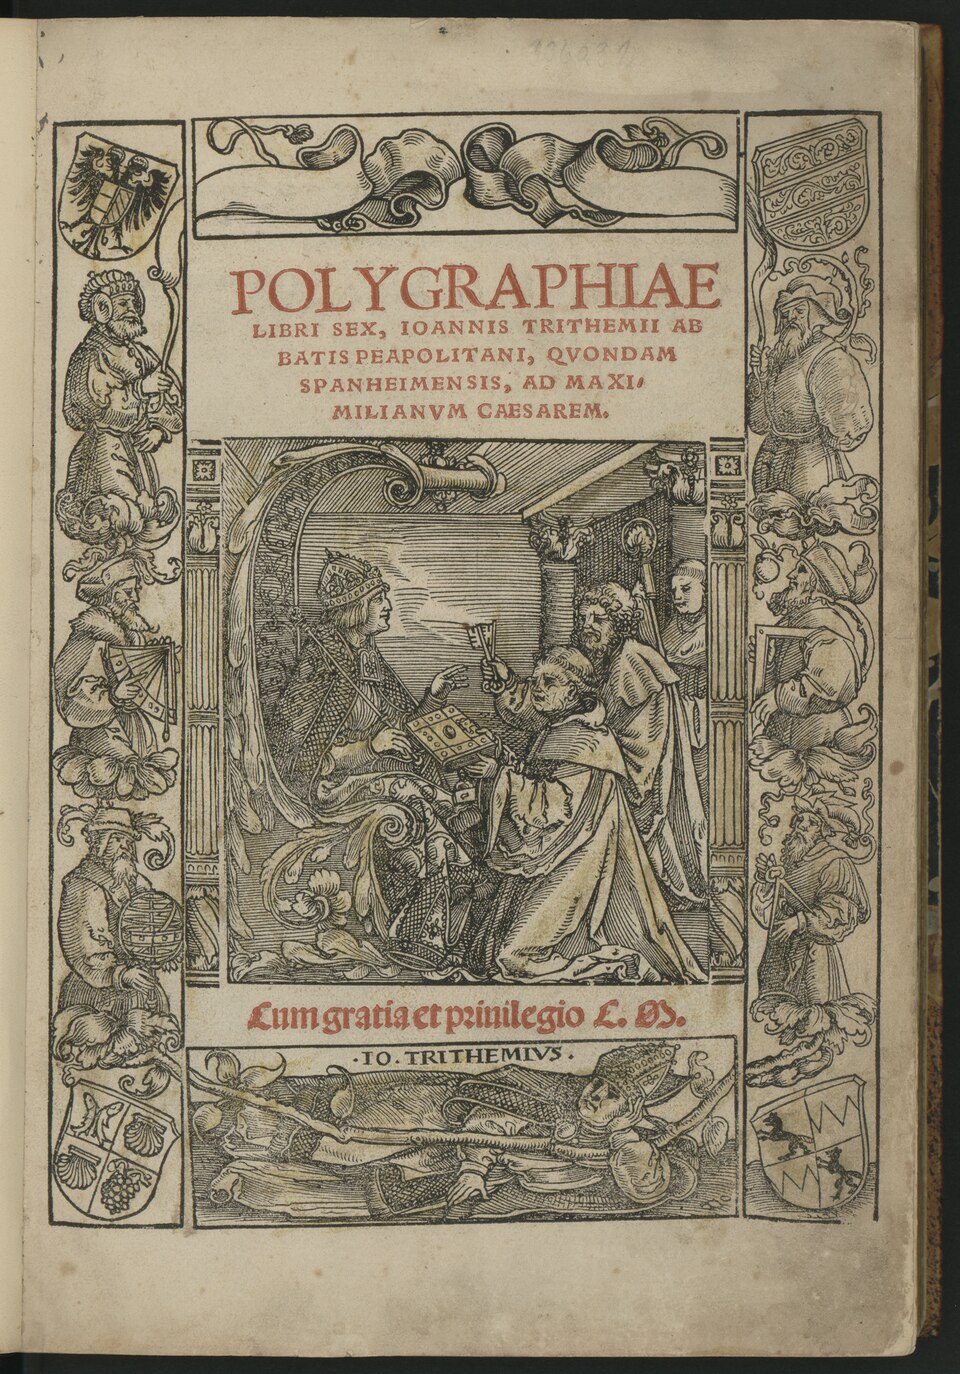 POLYGRAPHIAE
LIBRI SEX, IOANNIS TRITHEMII AB
BATIS PEAPOLITANI, QVONDAM
SPANHEIMENSIS, AD MAXI⸗
MILIANVM CAESAREM.
Cum gratia et priuilegio C. M.
·IO·TRITHEMIVS·